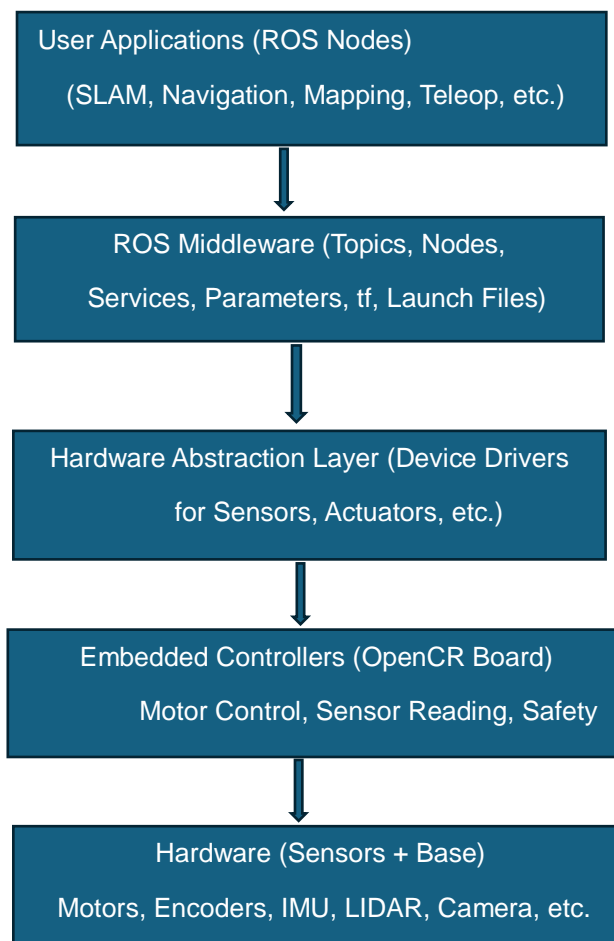 User Applications (ROS Nodes)
(SLAM, Navigation, Mapping, Teleop, etc.)
ROS Middleware (Topics, Nodes,
Services, Parameters, tf, Launch Files)
Hardware Abstraction Layer (Device Drivers
for Sensors, Actuators, etc.)
Embedded Controllers (OpenCR Board)
Motor Control, Sensor Reading, Safety
Hardware (Sensors + Base)
Motors, Encoders, IMU, LIDAR, Camera, etc.